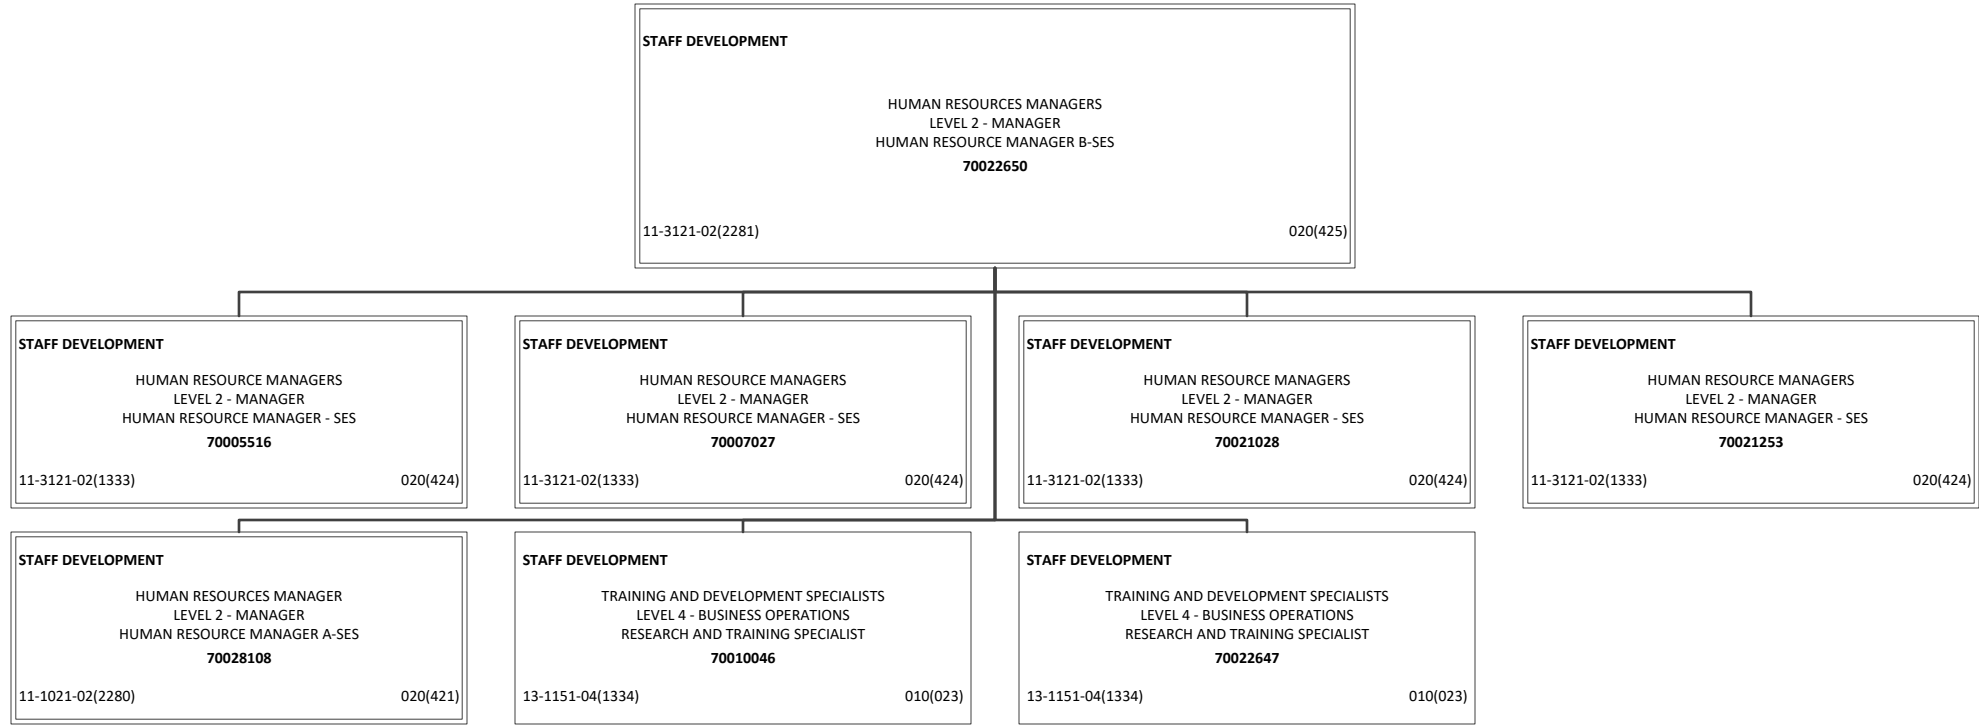 STAFF DEVELOPMENT
HUMAN RESOURCES MANAGERS
LEVEL 2 - MANAGER
HUMAN RESOURCE MANAGER B-SES
70022650
11-3121-02(2281) 020(425)
STAFF DEVELOPMENT
HUMAN RESOURCE MANAGERS
LEVEL 2 - MANAGER
HUMAN RESOURCE MANAGER - SES
70005516
11-3121-02(1333) 020(424)
STAFF DEVELOPMENT
HUMAN RESOURCE MANAGERS
LEVEL 2 - MANAGER
HUMAN RESOURCE MANAGER - SES
70007027
11-3121-02(1333) 020(424)
STAFF DEVELOPMENT
HUMAN RESOURCE MANAGERS
LEVEL 2 - MANAGER
HUMAN RESOURCE MANAGER - SES
70021028
11-3121-02(1333) 020(424)
STAFF DEVELOPMENT
HUMAN RESOURCE MANAGERS
LEVEL 2 - MANAGER
HUMAN RESOURCE MANAGER - SES
70021253
11-3121-02(1333) 020(424)
STAFF DEVELOPMENT
HUMAN RESOURCES MANAGER
LEVEL 2 - MANAGER
HUMAN RESOURCE MANAGER A-SES
70028108
11-1021-02(2280) 020(421)
STAFF DEVELOPMENT
TRAINING AND DEVELOPMENT SPECIALISTS
LEVEL 4 - BUSINESS OPERATIONS
RESEARCH AND TRAINING SPECIALIST
70010046
13-1151-04(1334) 010(023)
STAFF DEVELOPMENT
TRAINING AND DEVELOPMENT SPECIALISTS
LEVEL 4 - BUSINESS OPERATIONS
RESEARCH AND TRAINING SPECIALIST
70022647
13-1151-04(1334) 010(023)